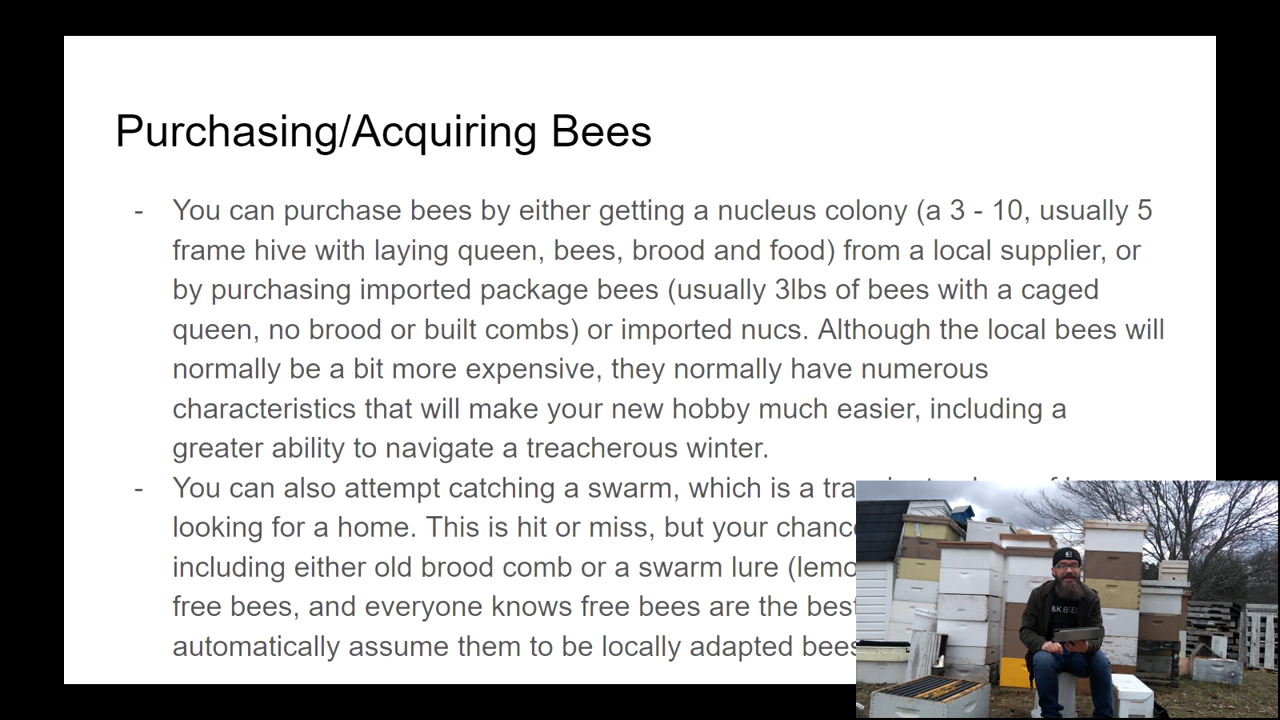 Purchasing/Acquiring Bees
- You can purchase bees by either getting a nucleus colony (a 3 - 10, usually 5
frame hive with laying queen, bees, brood and food) from a local supplier, or
by purchasing imported package bees (usually 3lbs of bees with a caged
queen, no brood or built combs) or imported nucs. Although the local bees will
normally be a bit more expensive, they normally have numerous
characteristics that will make your new hobby much easier, including a
greater ability to navigate a treacherous winter.
- You can also attempt catching a swarm, which is a
looking for a home. This is hit or miss, but your
including either old brood comb or a swarm lure
free bees, and everyone knows free bees are the best
automatically assume them to be locally adapted bees
&K BEES